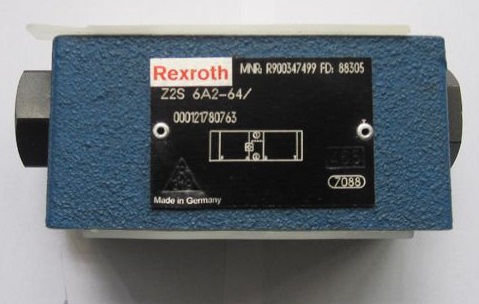 Rexroth MNR: R900347499 FD: 88305
Z2S 6A2-64/
000121780763
7088
Made in Germany